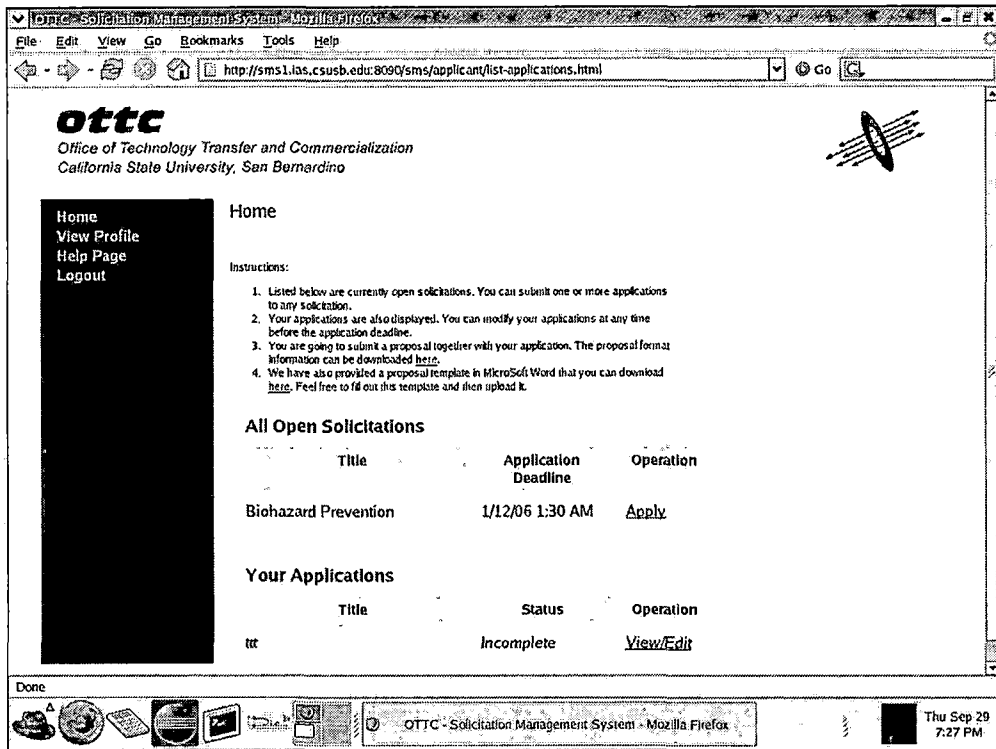 OTTC - Solicitation Management System - Mozilla Firefox
File Edit View Go Bookmarks Tools Help
http://sms1.ias.csusb.edu:8090/sms/applicant/list-applications.html Go
ottc
Office of Technology Transfer and Commercialization
California State University, San Bernardino
Home
View Profile
Help Page
Logout
Home
Instructions:
1. Listed below are currently open solicitations. You can submit one or more applications
to any solicitation.
2. Your applications are also displayed. You can modify your applications at any time
before the application deadline.
3. You are going to submit a proposal together with your application. The proposal format
information can be downloaded here.
4. We have also provided a proposal template in MicroSoft Word that you can download
here. Feel free to fill out this template and then upload it.
All Open Solicitations
Title Application Operation
Deadline
Biohazard Prevention 1/12/06 1:30 AM Apply
Your Applications
Title Status Operation
ttt Incomplete View/Edit
Done
OTTC - Solicitation Management System - Mozilla Firefox
Thu Sep 29
7:27 PM